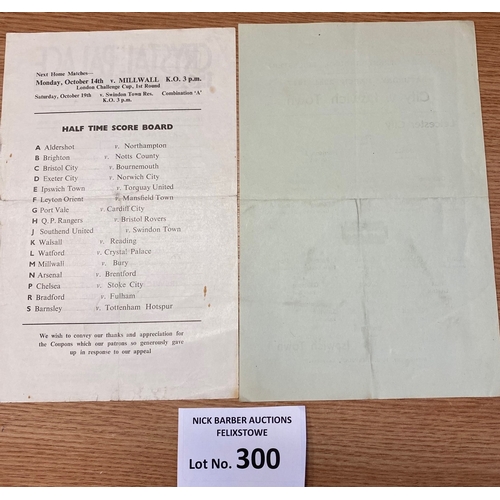 Next Home Matches—
Monday, October 14th v. MILLWALL K.O. 3 p.m.
London Challenge Cup, 1st Round
Saturday, October 19th v. Swindon Town Res. Combination 'A'
K.O. 3 p.m.
HALF TIME SCORE BOARD
A Aldershot v. Northampton
B Brighton v. Notts County
C Bristol City v. Bournemouth
D Exeter City v. Norwich City
E Ipswich Town v. Torquay United
F Leyton Orient v. Mansfield Town
G Port Vale v. Cardiff City
H Q.P. Rangers v. Bristol Rovers
J Southend United v. Swindon Town
K Walsall v. Reading
L Watford v. Crystal Palace
M Millwall v. Bury
N Arsenal v. Brentford
P Chelsea v. Stoke City
R Bradford v. Fulham
S Barnsley v. Tottenham Hotspur
We wish to convey our thanks and appreciation for
the Coupons which our patrons so generously gave
up in response to our appeal
NICK BARBER AUCTIONS
FELIXSTOWE
Lot No. 300